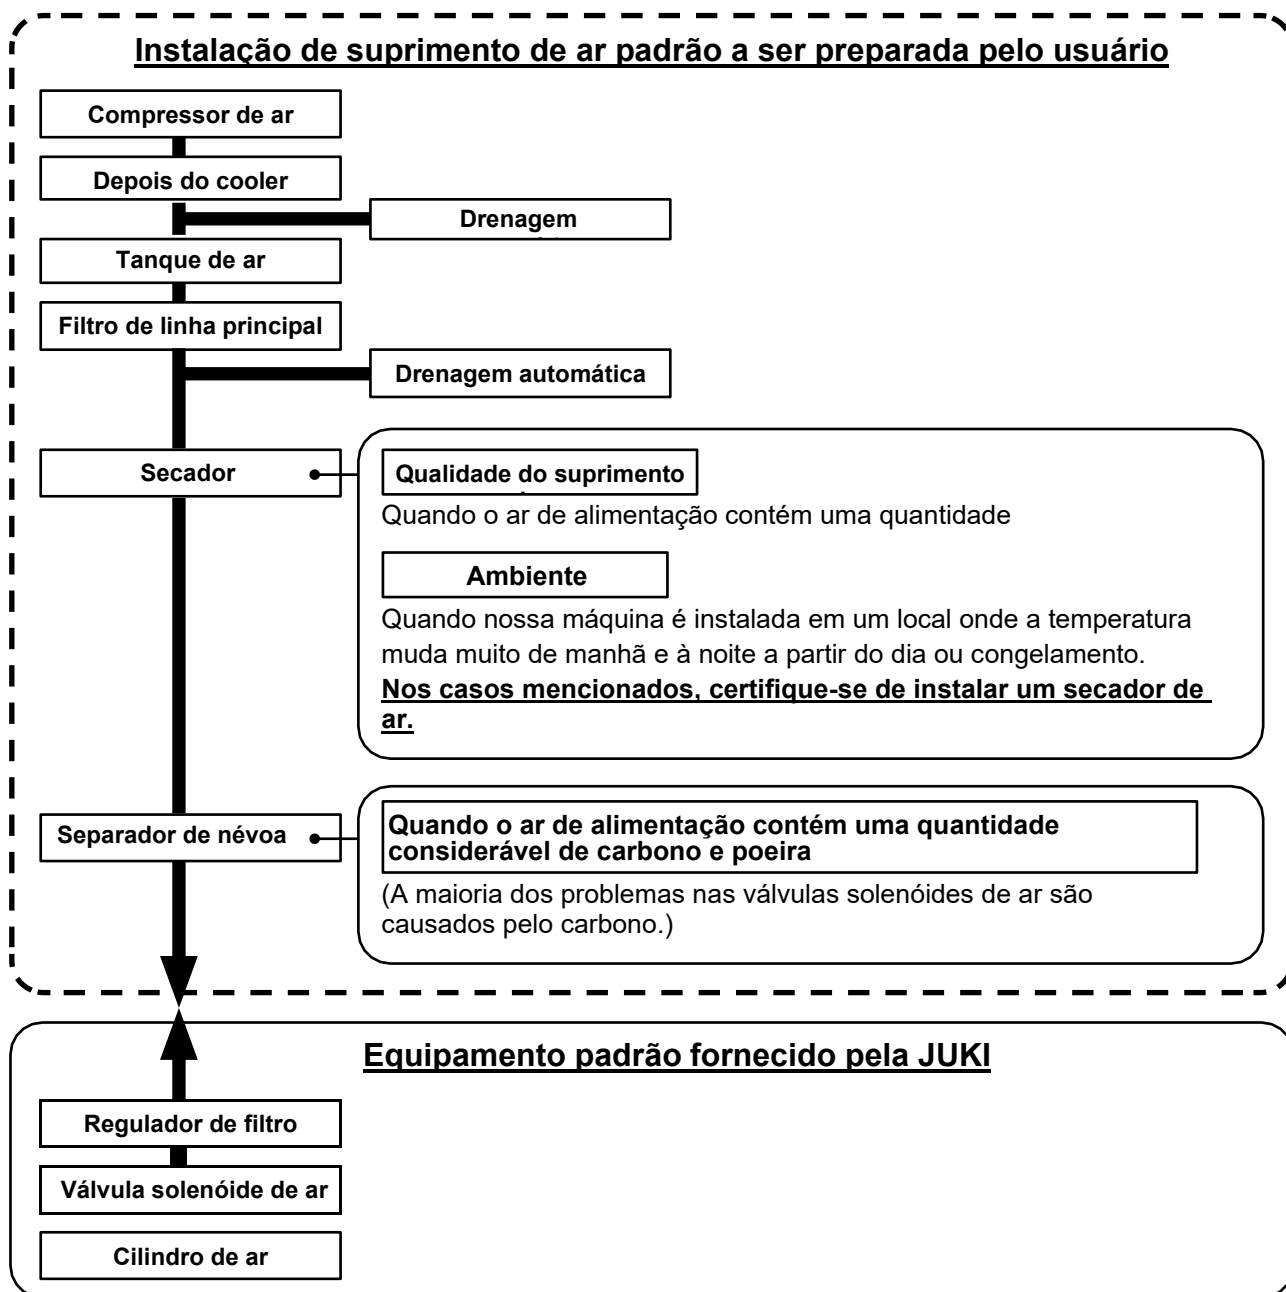 Instalação de suprimento de ar padrão a ser preparada pelo usuário
Compressor de ar
Depois do cooler
Drenagem
Tanque de ar
Filtro de linha principal
Drenagem automática
Secador
Qualidade do suprimento
Quando o ar de alimentação contém uma quantidade
Ambiente
Quando nossa máquina é instalada em um local onde a temperatura
muda muito de manhã e à noite a partir do dia ou congelamento.
Nos casos mencionados, certifique-se de instalar um secador de
ar.
Separador de névoa
Quando o ar de alimentação contém uma quantidade
considerável de carbono e poeira
(A maioria dos problemas nas válvulas solenóides de ar são
causados pelo carbono.)
Equipamento padrão fornecido pela JUKI
Regulador de filtro
Válvula solenóide de ar
Cilindro de ar